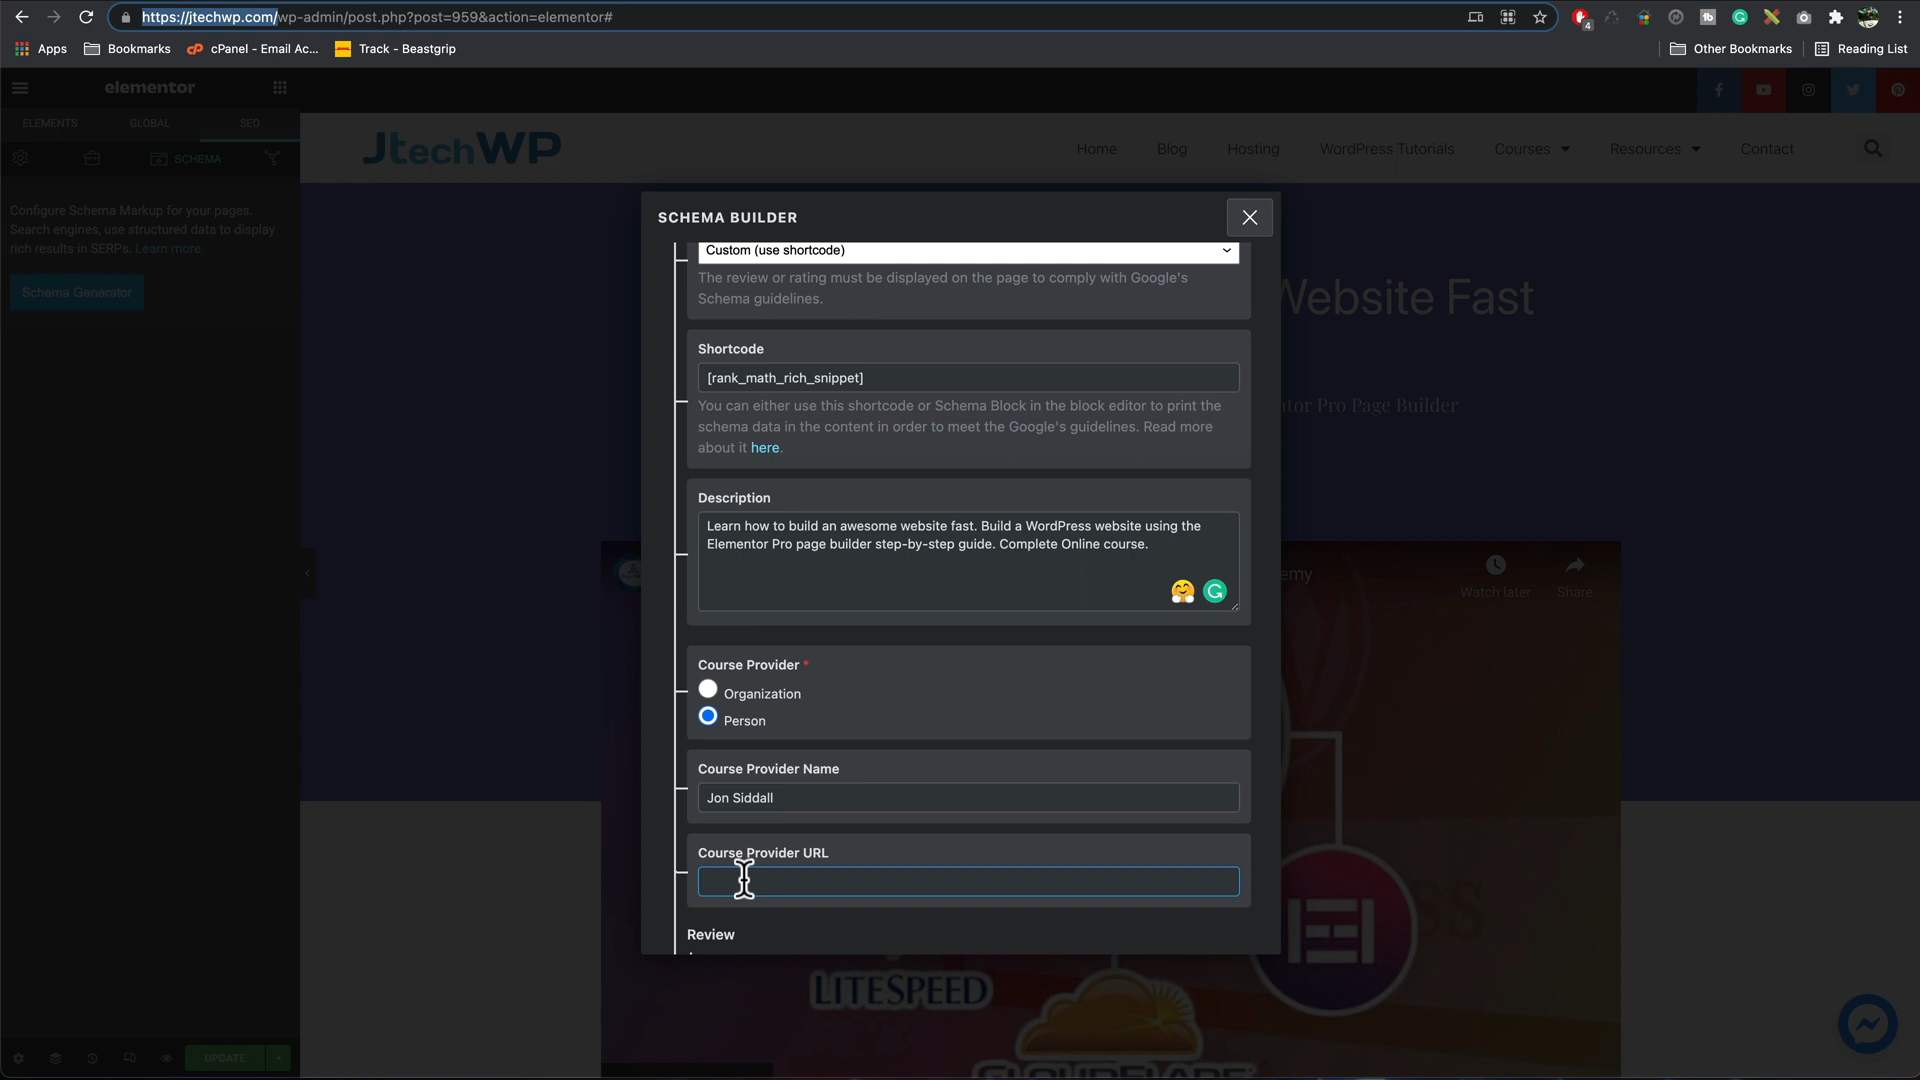 https://jtechwp.com/wp-admin/post.php?post=959&action=elementor#
4
Apps
Bookmarks
cPanel - Email Ac...
Track - Beastgrip
Other Bookmarks
Reading List
elementor
ELEMENTS
GLOBAL
SEO
SCHEMA
Configure Schema Markup for your pages.
Search engines, use structured data to display
rich results in SERPs. Learn more.
Schema Generator
JtechWP
Home
Blog
Hosting
WordPress Tutorials
Courses
Resources
Contact
SCHEMA BUILDER
Custom (use shortcode)
The review or rating must be displayed on the page to comply with Google's
Schema guidelines.
Shortcode
[rank_math_rich_snippet]
You can either use this shortcode or Schema Block in the block editor to print the
schema data in the content in order to meet the Google's guidelines. Read more
about it here.
Description
Learn how to build an awesome website fast. Build a WordPress website using the
Elementor Pro page builder step-by-step guide. Complete Online course.
Course Provider *
Organization
Person
Course Provider Name
Jon Siddall
Course Provider URL
Review
Website Fast
Pro Page Builder
Watch later
Share
LITESPEED
CLOUDFLARE
UPDATE